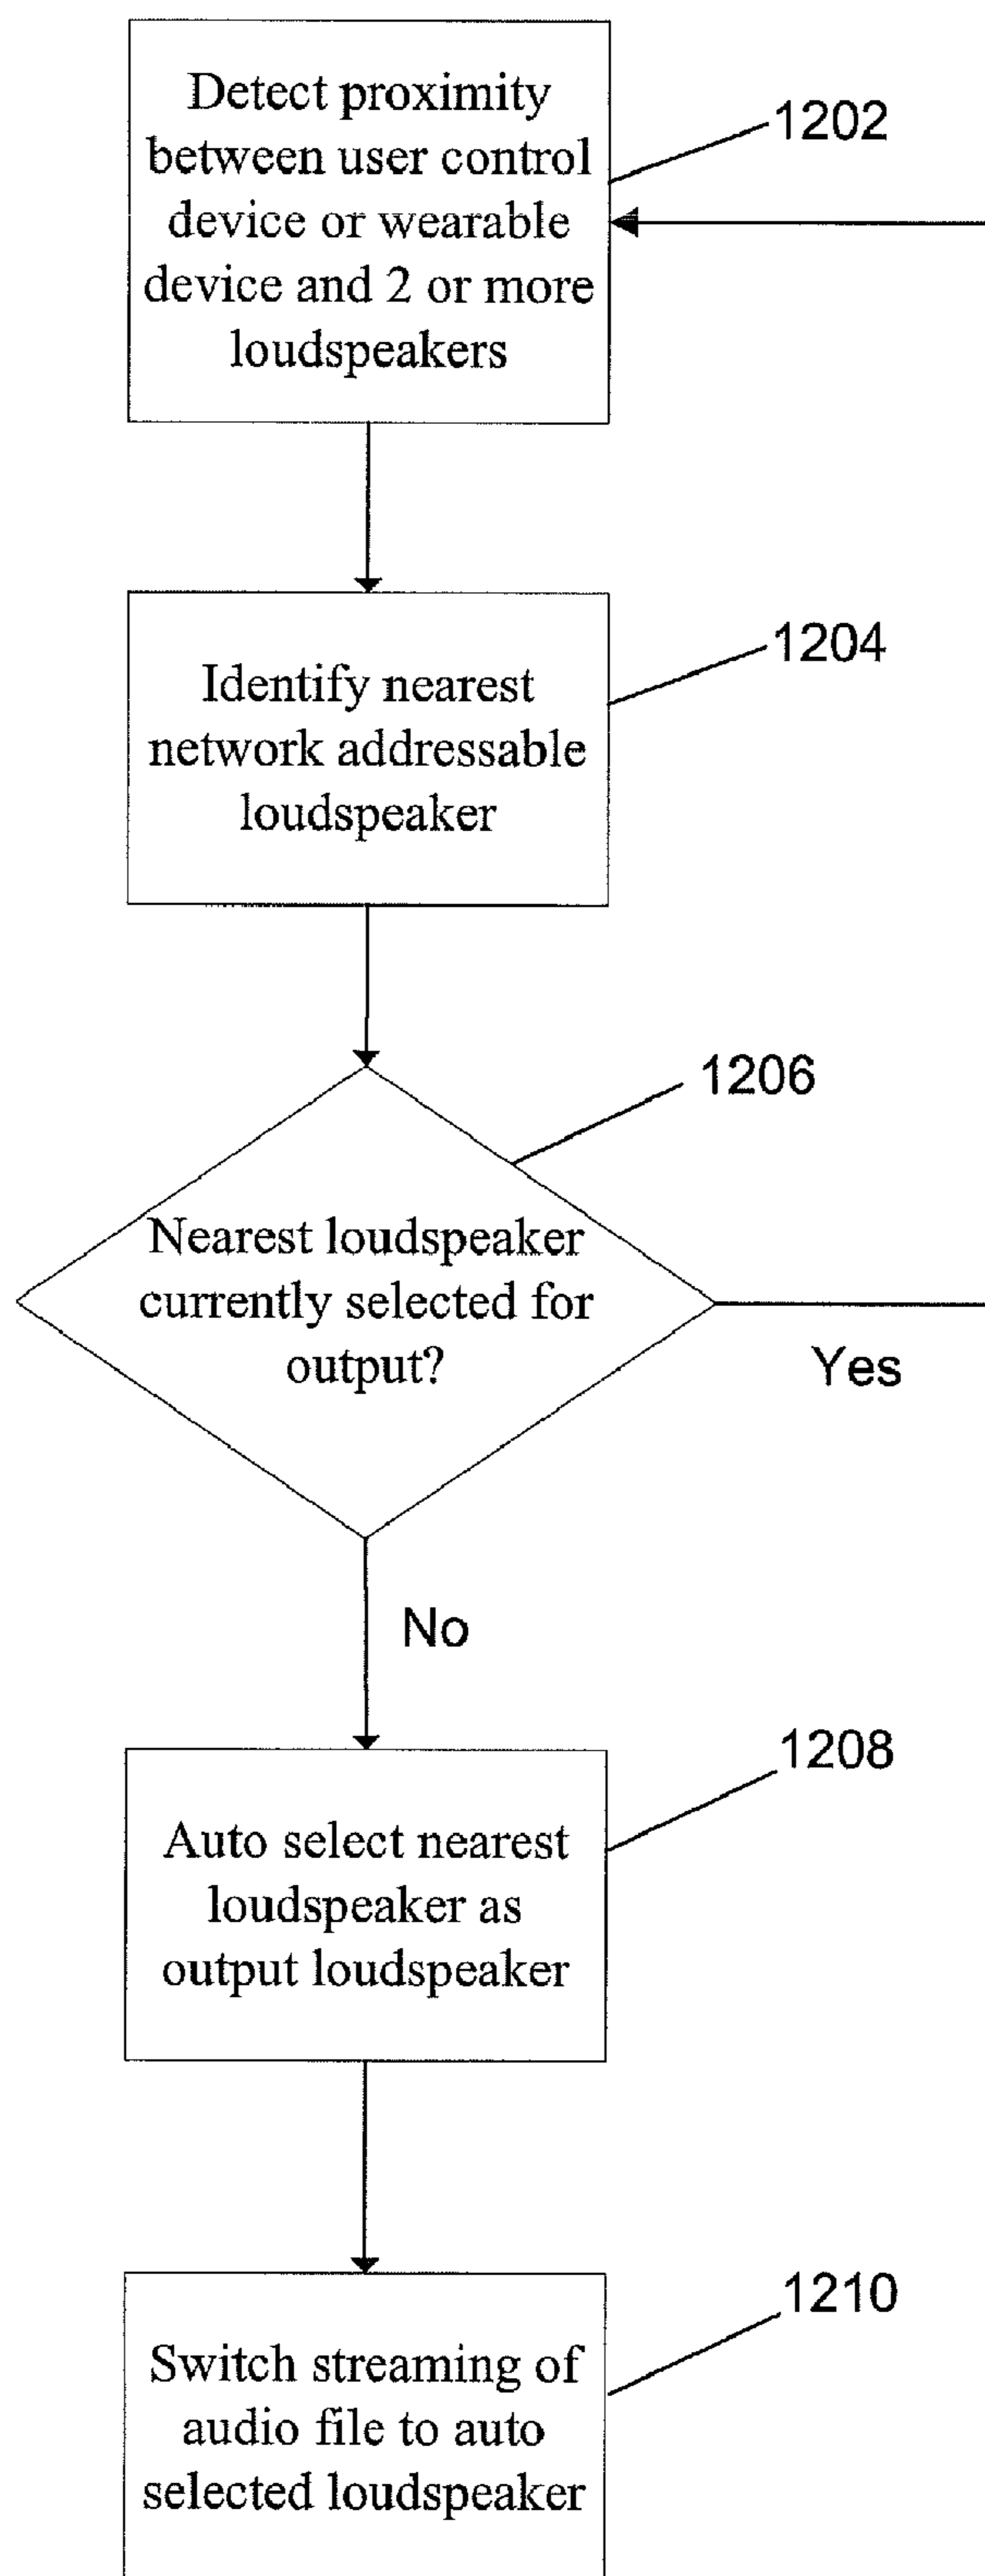 Detect proximity
between user control
device or wearable
device and 2 or more
loudspeakers
1202
Identify nearest
network addressable
loudspeaker
1204
Nearest loudspeaker
currently selected for
output?
1206
Yes
No
Auto select nearest
loudspeaker as
output loudspeaker
1208
Switch streaming of
audio file to auto
selected loudspeaker
1210